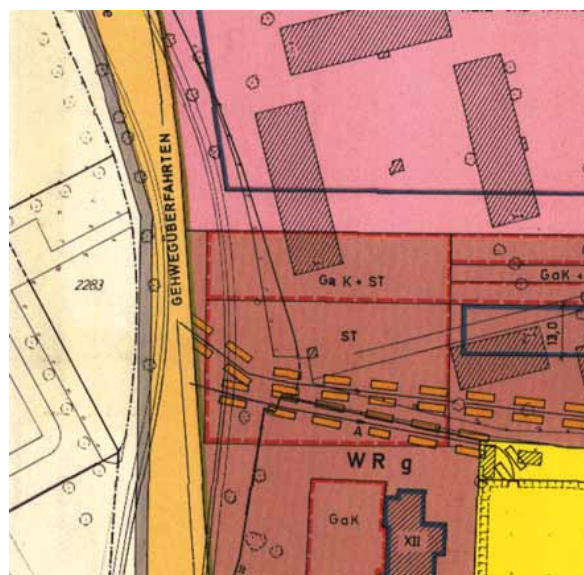 GEHWEGÜBERFAHRTEN
2283
Ga K + ST
GaK +
ST
13,0
A
WR g
GaK
XII